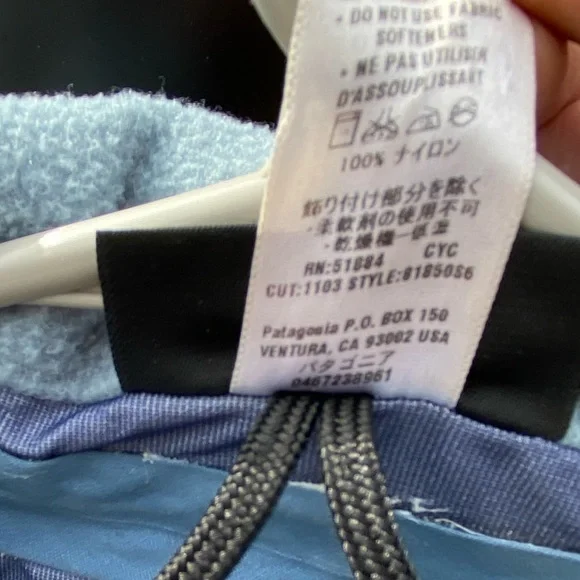 • DO NOT USE FABRIC
SOFTENERS
• NE PAS UTILISER
D'ASSOUPLISSANT
100% ナイロン
飾り付け部分を除く
・柔軟剤の使用不可
・乾燥機一低温
RN:51884 CYC
CUT:1103 STYLE:81850S6
Patagonia P.O. BOX 150
VENTURA, CA 93002 USA
パタゴニア
0467238961